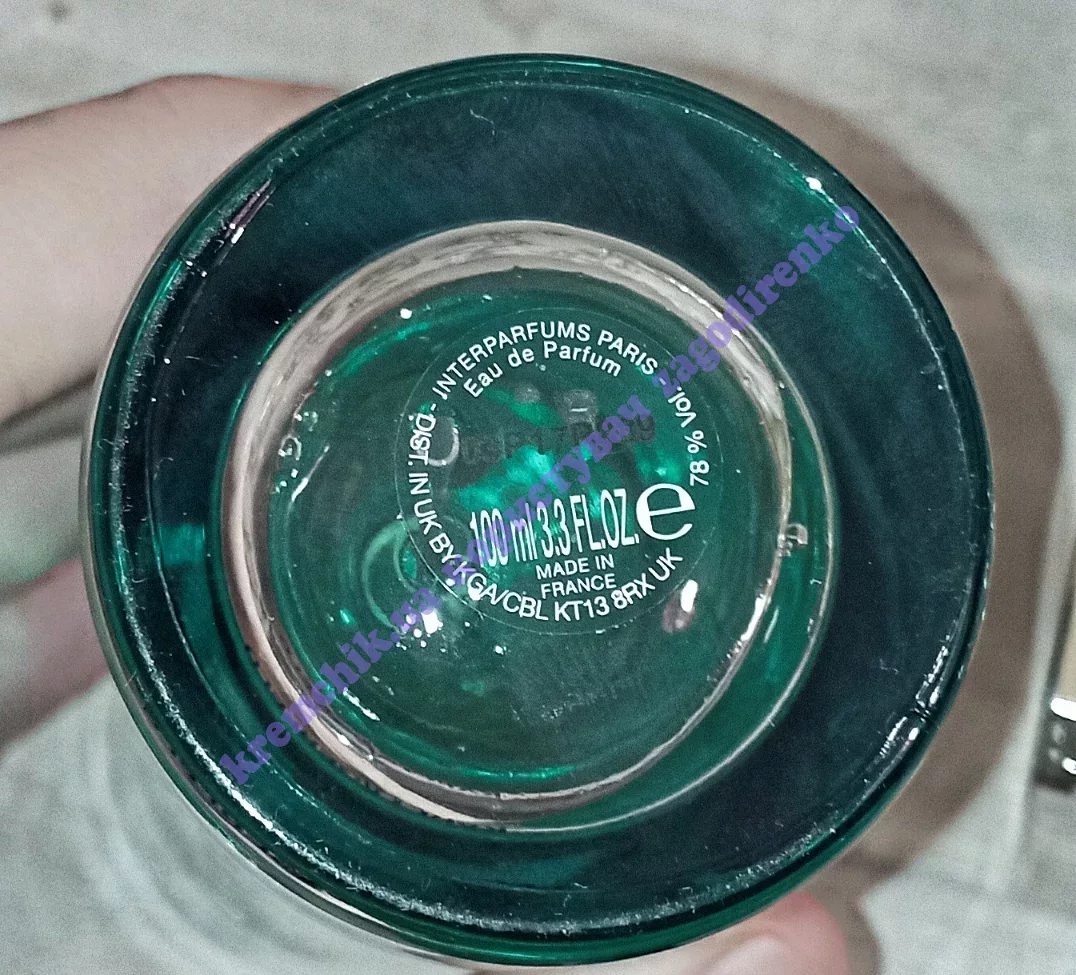 INTERPARFUMS PARIS
Eau de Parfum
78 % Vol.
100 ml/3.3 FL.OZ. e
MADE IN
FRANCE
- DIST. IN UK BY KGA/CBL KT13 8RX UK
kremchik.ua
zagodirenko